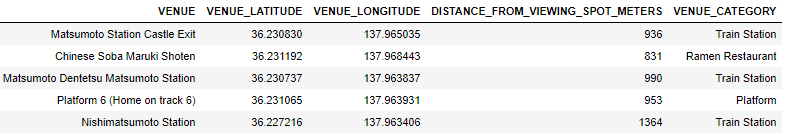 VENUE VENUE_LATITUDE VENUE_LONGITUDE DISTANCE_FROM_VIEWING_SPOT_METERS VENUE_CATEGORY
Matsumoto Station Castle Exit 36.230830 137.965035 936 Train Station
Chinese Soba Maruki Shoten 36.231192 137.968443 831 Ramen Restaurant
Matsumoto Dentetsu Matsumoto Station 36.230737 137.963837 990 Train Station
Platform 6 (Home on track 6) 36.231065 137.963931 953 Platform
Nishimatsumoto Station 36.227216 137.963406 1364 Train Station